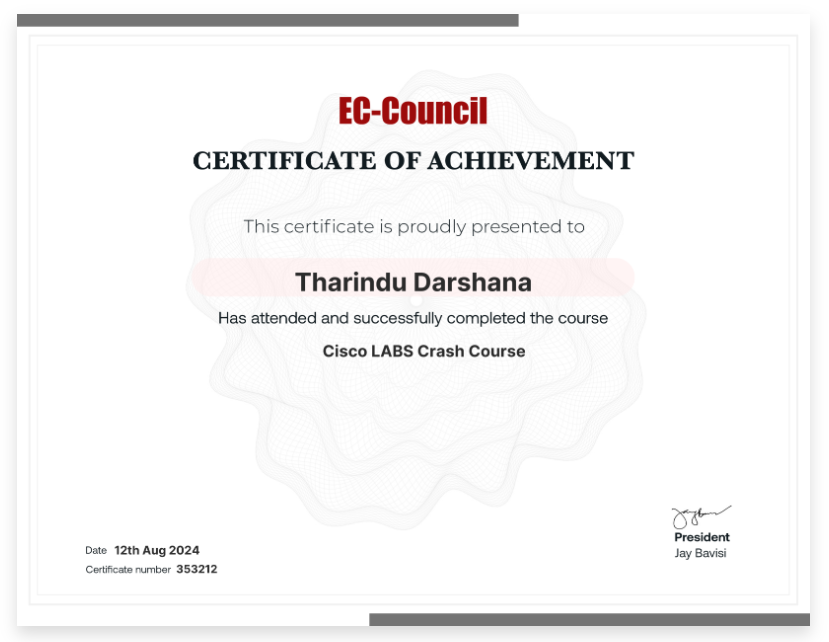 EC-Council
CERTIFICATE OF ACHIEVEMENT
This certificate is proudly presented to
Tharindu Darshana
Has attended and successfully completed the course
Cisco LABS Crash Course
Date 12th Aug 2024
Certificate number 353212
President
Jay Bavisi